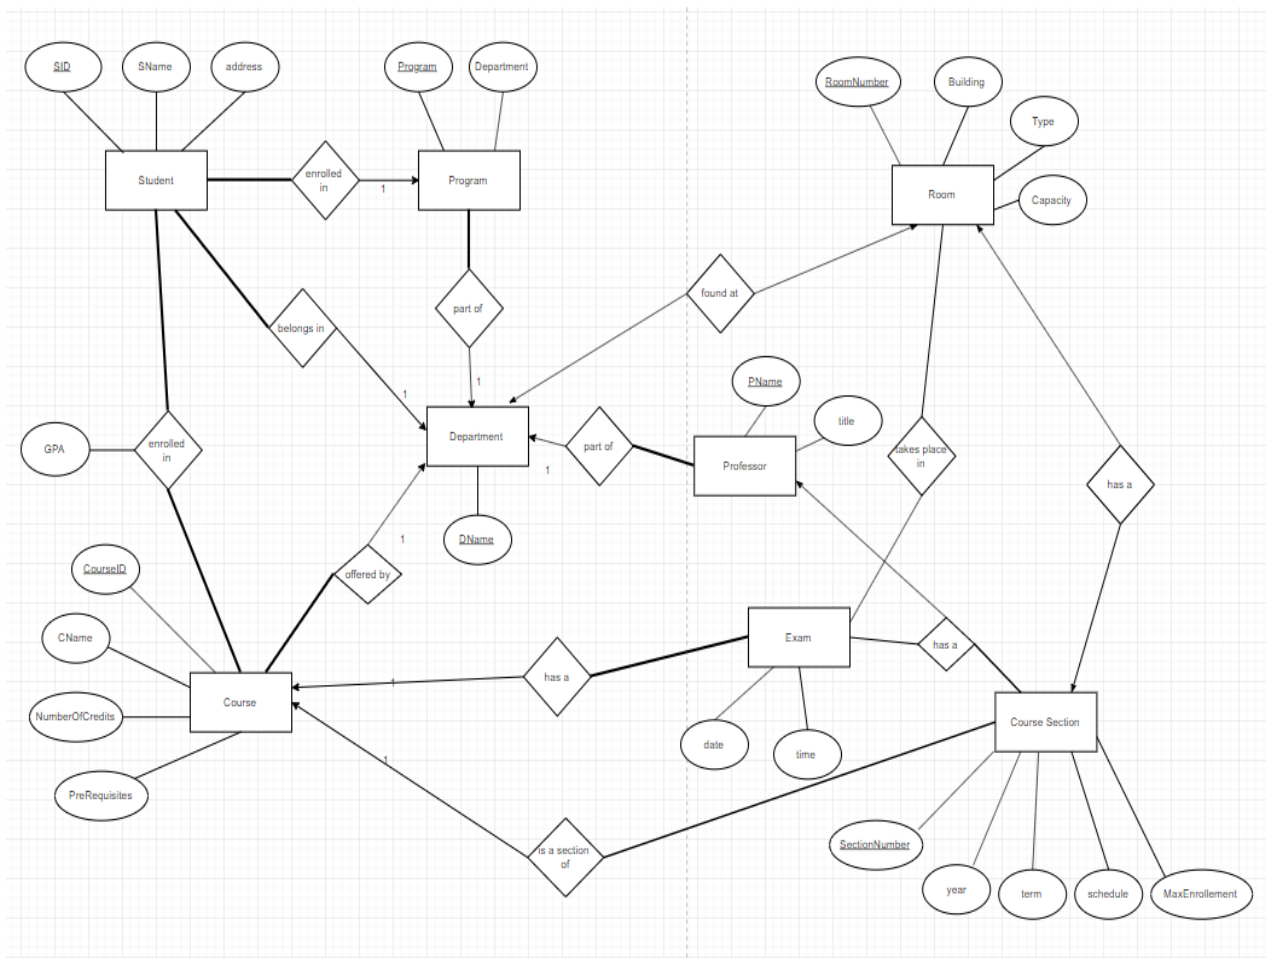 SID
SName
address
Program
Department
RoomNumber
Building
Type
Capacity
Student
enrolled
in
1
Program
Room
part of
found at
belongs in
1
1
PName
title
Department
part of
1
Professor
GPA
enrolled
in
takes place
in
has a
DName
1
offered by
CourseID
CName
NumberOfCredits
PreRequisites
Course
1
has a
Exam
has a
date
time
Course Section
1
is a section
of
SectionNumber
year
term
schedule
MaxEnrollement